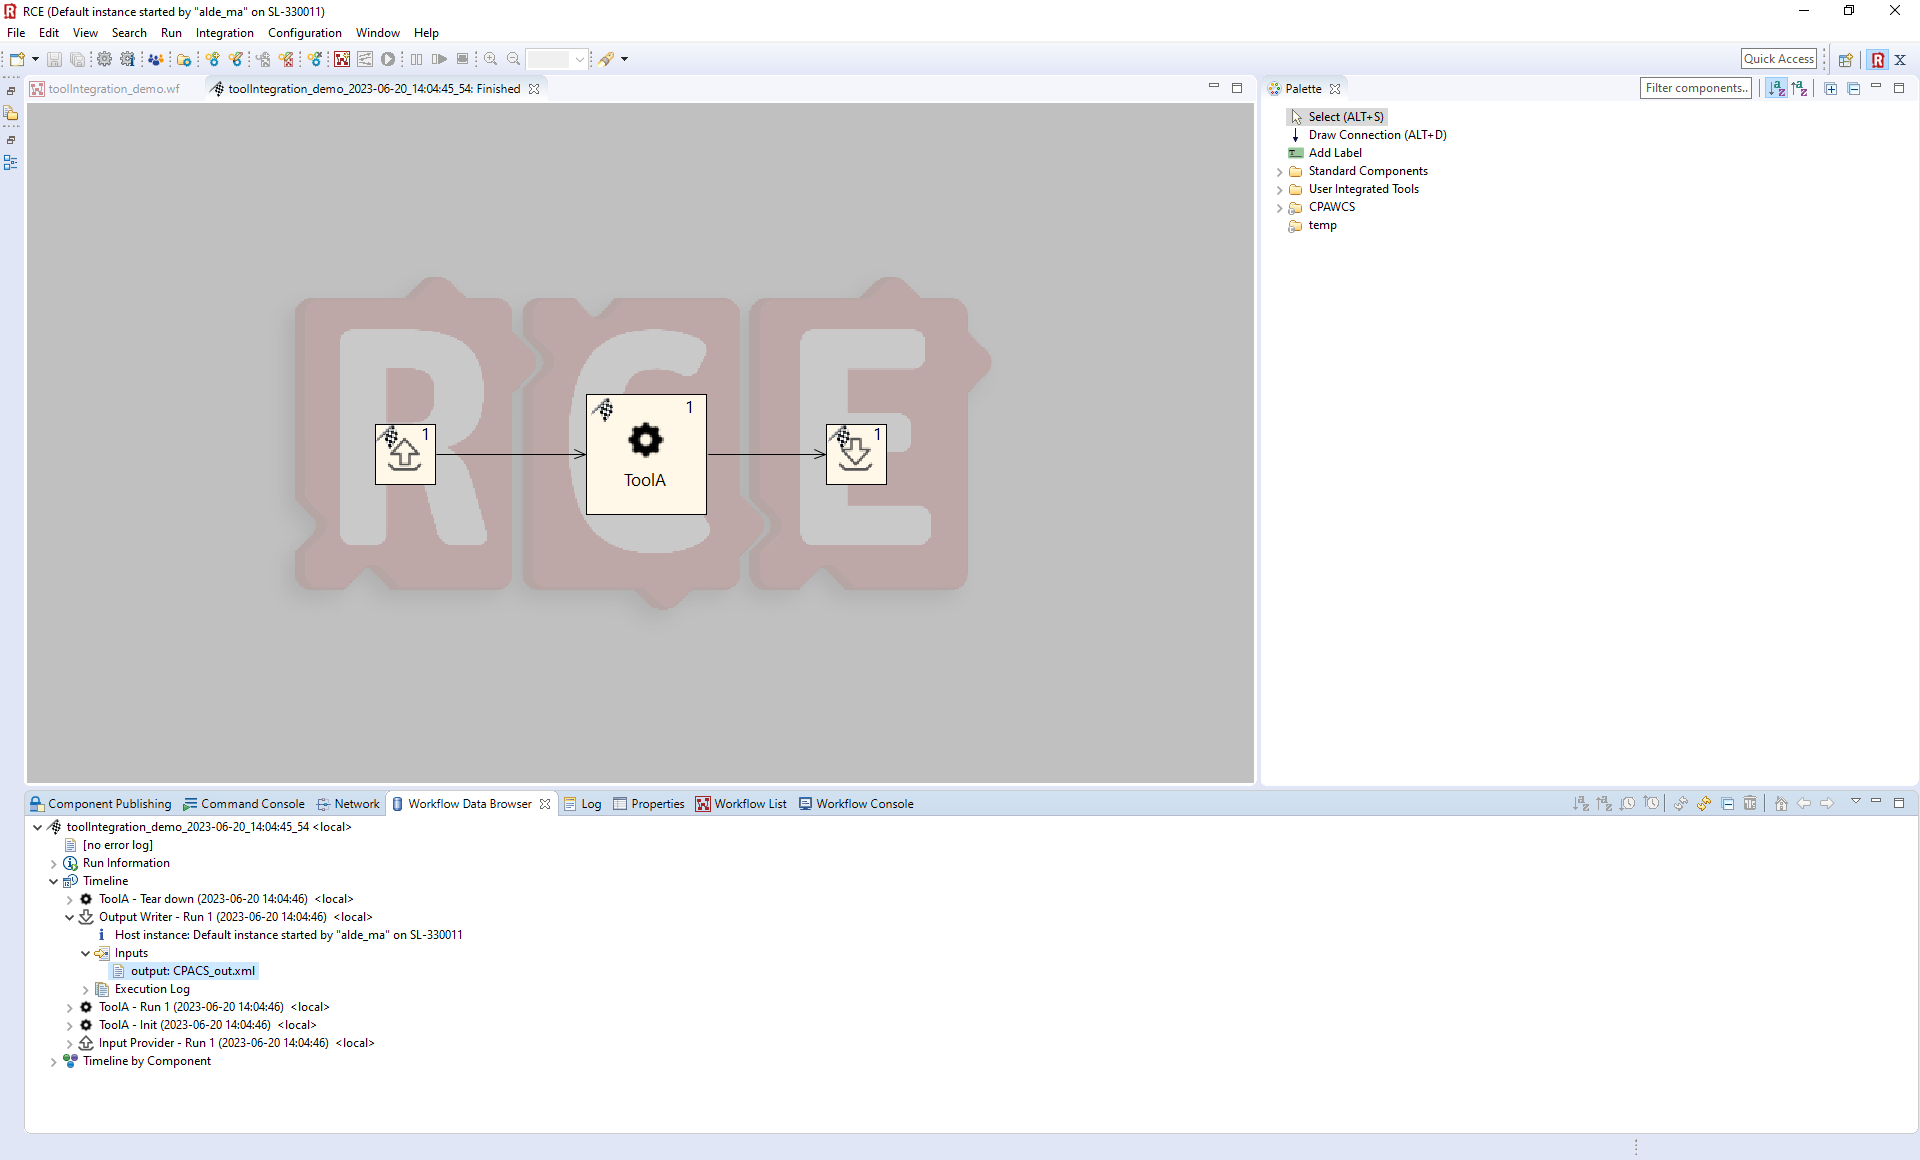 RCE (Default instance started by "alde_ma" on SL-330011)
File Edit View Search Run Integration Configuration Window Help
Quick Access
toolIntegration_demo.wf
toolIntegration_demo_2023-06-20_14:04:45_54: Finished
Palette
Filter components..
Select (ALT+S)
Draw Connection (ALT+D)
Add Label
Standard Components
User Integrated Tools
CPAWCS
temp
RCE
1
1
1
ToolA
Component Publishing
Command Console
Network
Workflow Data Browser
Log
Properties
Workflow List
Workflow Console
toolIntegration_demo_2023-06-20_14:04:45_54 <local>
[no error log]
Run Information
Timeline
ToolA - Tear down (2023-06-20 14:04:46) <local>
Output Writer - Run 1 (2023-06-20 14:04:46) <local>
Host instance: Default instance started by "alde_ma" on SL-330011
Inputs
output: CPACS_out.xml
Execution Log
ToolA - Run 1 (2023-06-20 14:04:46) <local>
ToolA - Init (2023-06-20 14:04:46) <local>
Input Provider - Run 1 (2023-06-20 14:04:46) <local>
Timeline by Component